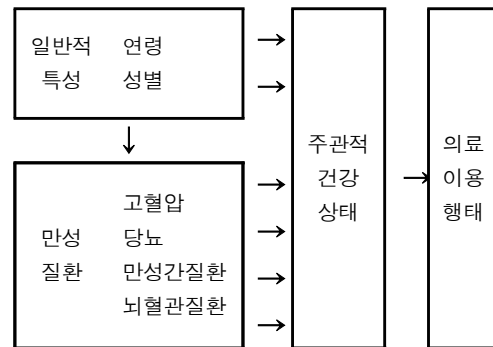 일반적 연령
특성 성별
만성
질환
고혈압
당뇨
만성간질환
뇌혈관질환
주관적
건강
상태
의료
이용
행태